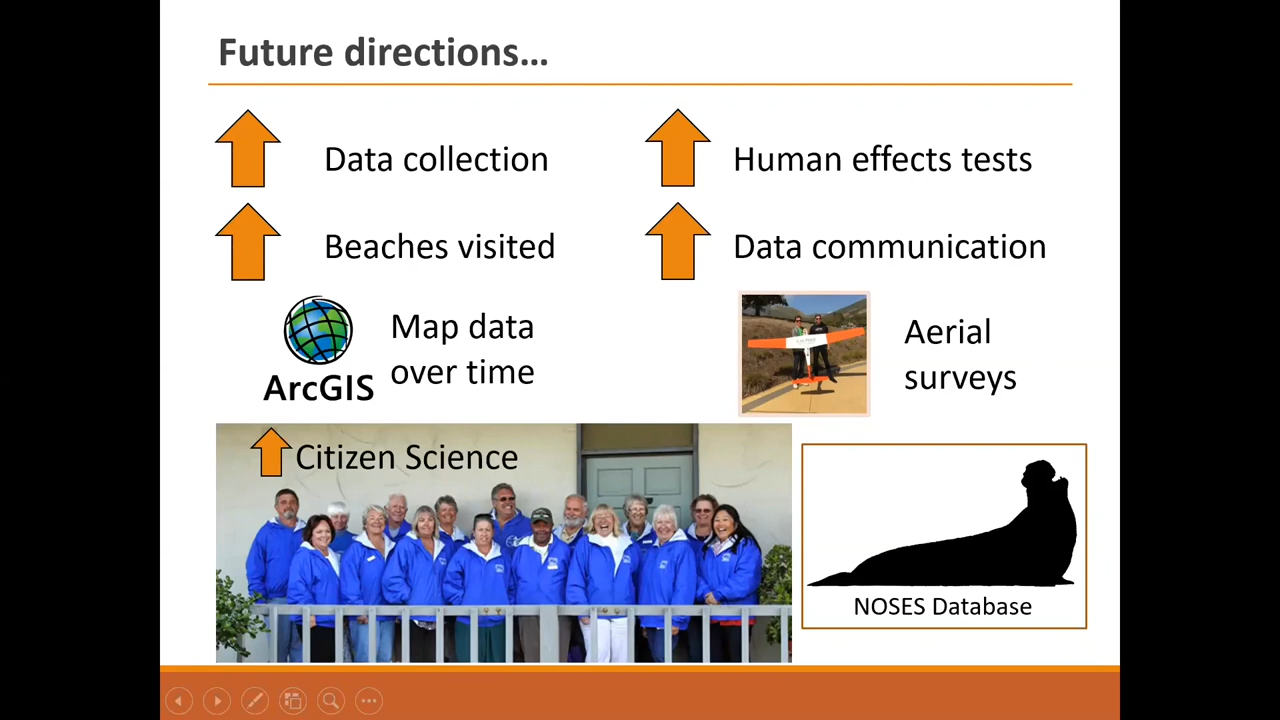 Future directions...
Data collection
Human effects tests
Beaches visited
Data communication
ArcGIS
Map data
over time
Aerial
surveys
Citizen Science
NOSES Database